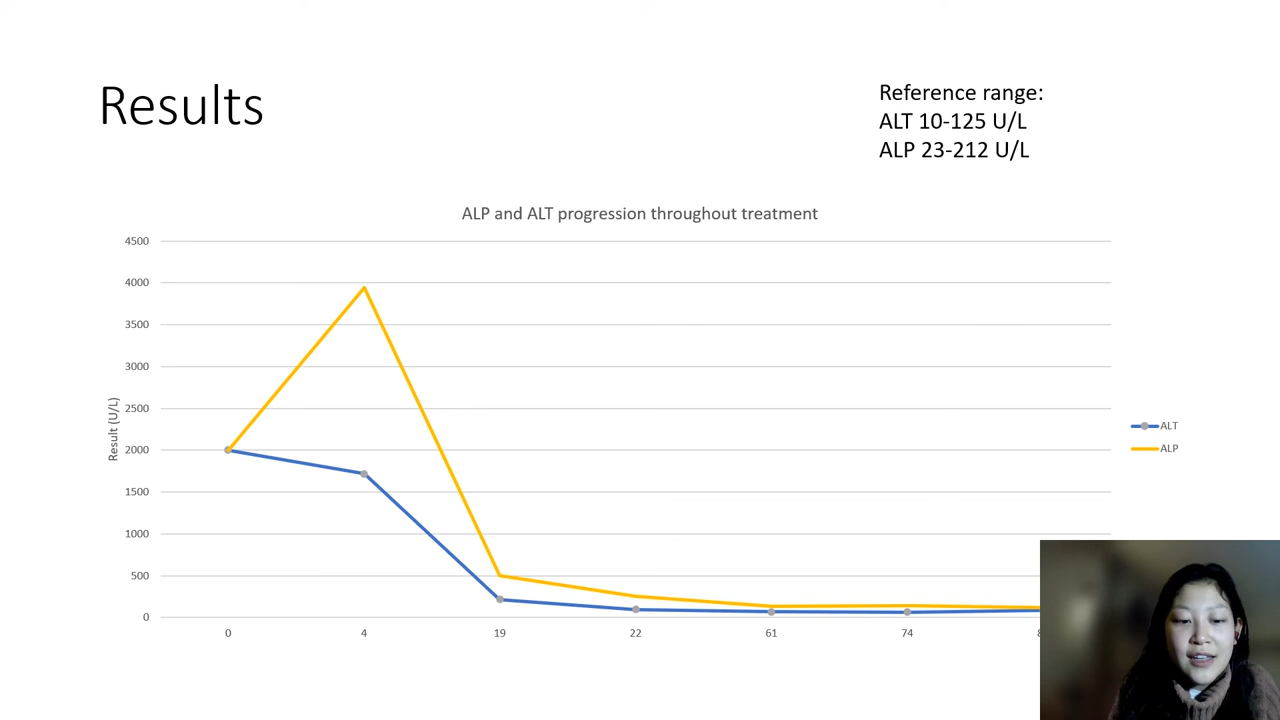 Results
Reference range:
ALT 10-125 U/L
ALP 23-212 U/L
ALP and ALT progression throughout treatment
4500
4000
3500
3000
2500
2000
1500
1000
500
0
Result (U/L)
0 4 19 22 61 74
ALT
ALP